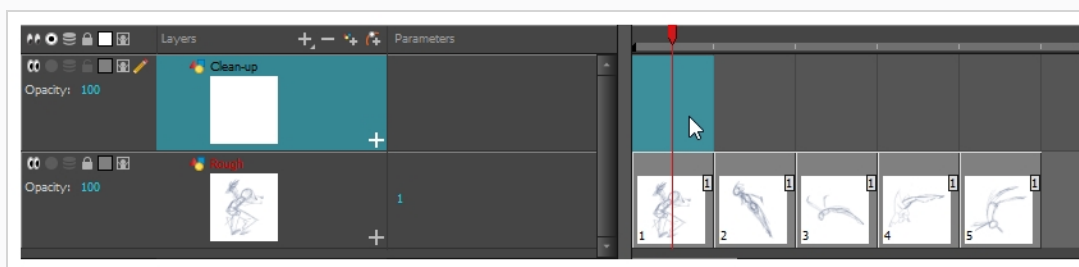 Layers Parameters
Clean-up
Opacity: 100
Rough
Opacity: 100
1
1 1 1 1 1
1 2 3 4 5